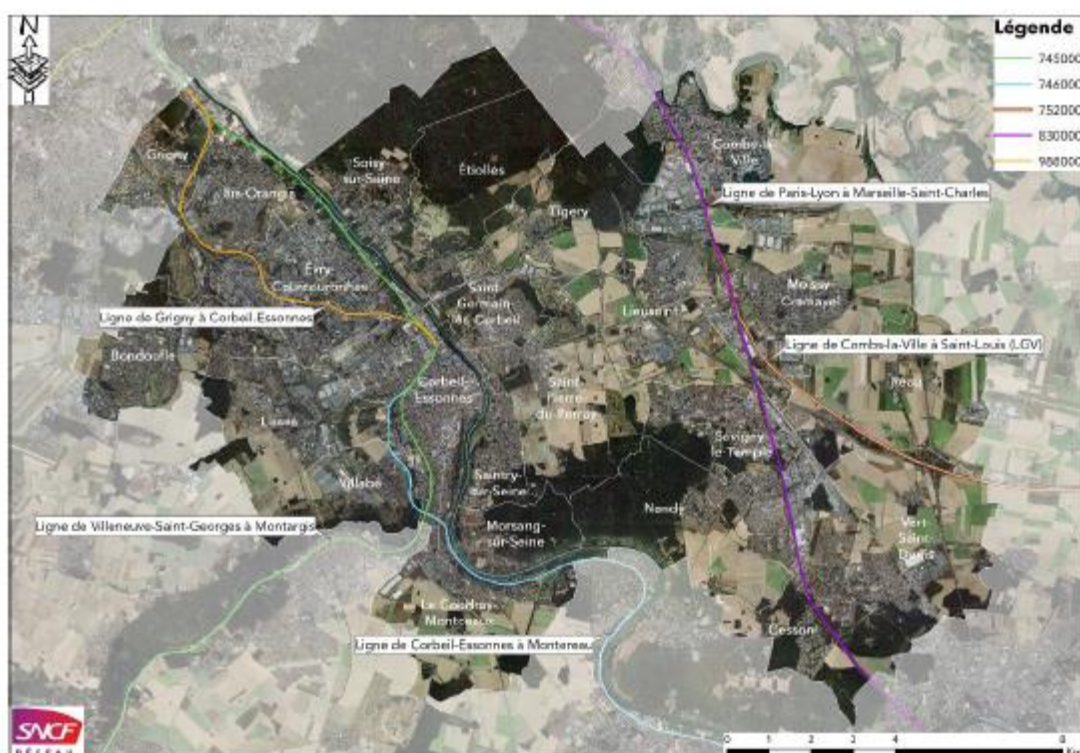 N
Légende
745000
746000
752000
830000
988000
Grigny
Ris-Orangis
Soisy-
sur-Seine
Étiolles
Combs-la
Ville
Ligne de Paris-Lyon à Marseille-Saint-Charles
Tigery
Évry
Courcouronnes
Saint
Germain
lès Corbeil
Lieusaint
Moissy
Cramayel
Ligne de Grigny à Corbeil-Essonnes
Ligne de Combs-la-Ville à Saint-Louis (LGV)
Bondoufle
Corbeil-
Essonnes
Saint
Pierre
du-Perray
Réau
Lisses
Savigny
le-Temple
Villabé
Saintry
sur-Seine
Nandy
Morsang-
sur-Seine
Vert
Saint-
Denis
Ligne de Villeneuve-Saint-Georges à Montargis
Le Coudray-
Montceaux
Cesson
Ligne de Corbeil-Essonnes à Montereau
SNCF
RÉSEAU
0 1 2 3 4 8